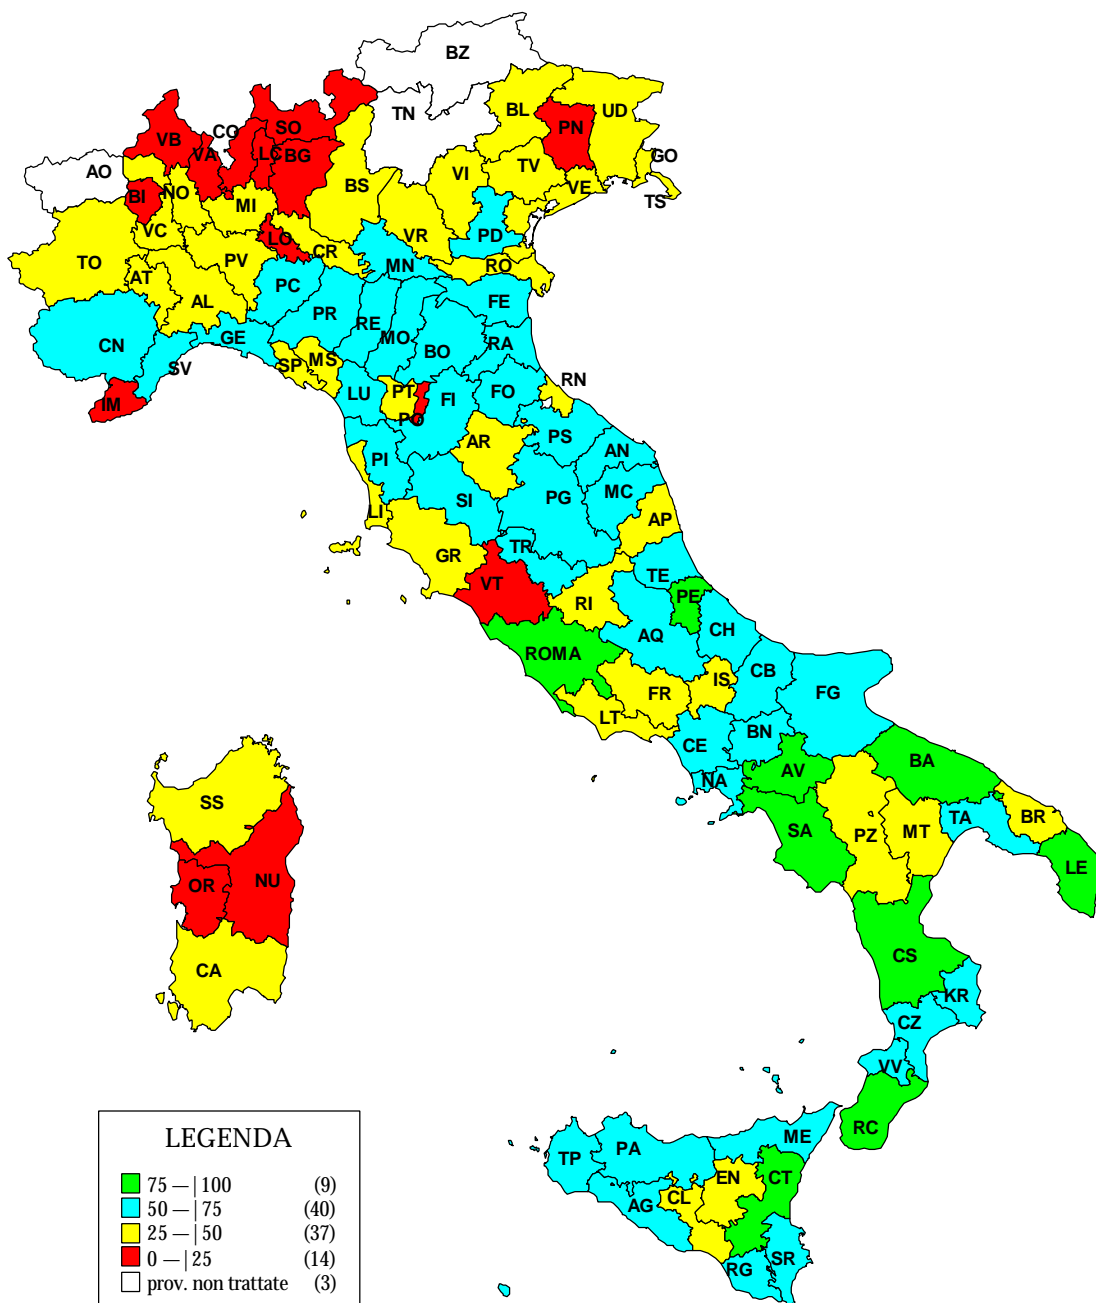 BZ
TN
BL
UD
PN
VB
CO
SO
VA
LC
BG
AO
GO
VI
TV
BS
VE
BI
NO
MI
TS
VC
VR
PD
LO
CR
TO
PV
MN
RO
AT
PC
AL
PR
FE
RE
GE
MO
CN
BO
RA
SV
SP
MS
RN
IM
LU
PT
FI
FO
PO
AR
PS
AN
PI
SI
PG
MC
LI
AP
GR
TR
VT
TE
PE
RI
AQ
CH
ROMA
CB
IS
FR
FG
LT
BN
CE
BA
AV
NA
SS
SA
PZ
MT
TA
BR
LE
OR
NU
CS
CA
KR
CZ
VV
RC
ME
PA
TP
EN
CT
CL
AG
SR
RG
LEGENDA
75 —| 100 (9)
50 —| 75 (40)
25 —| 50 (37)
0 —| 25 (14)
prov. non trattate (3)